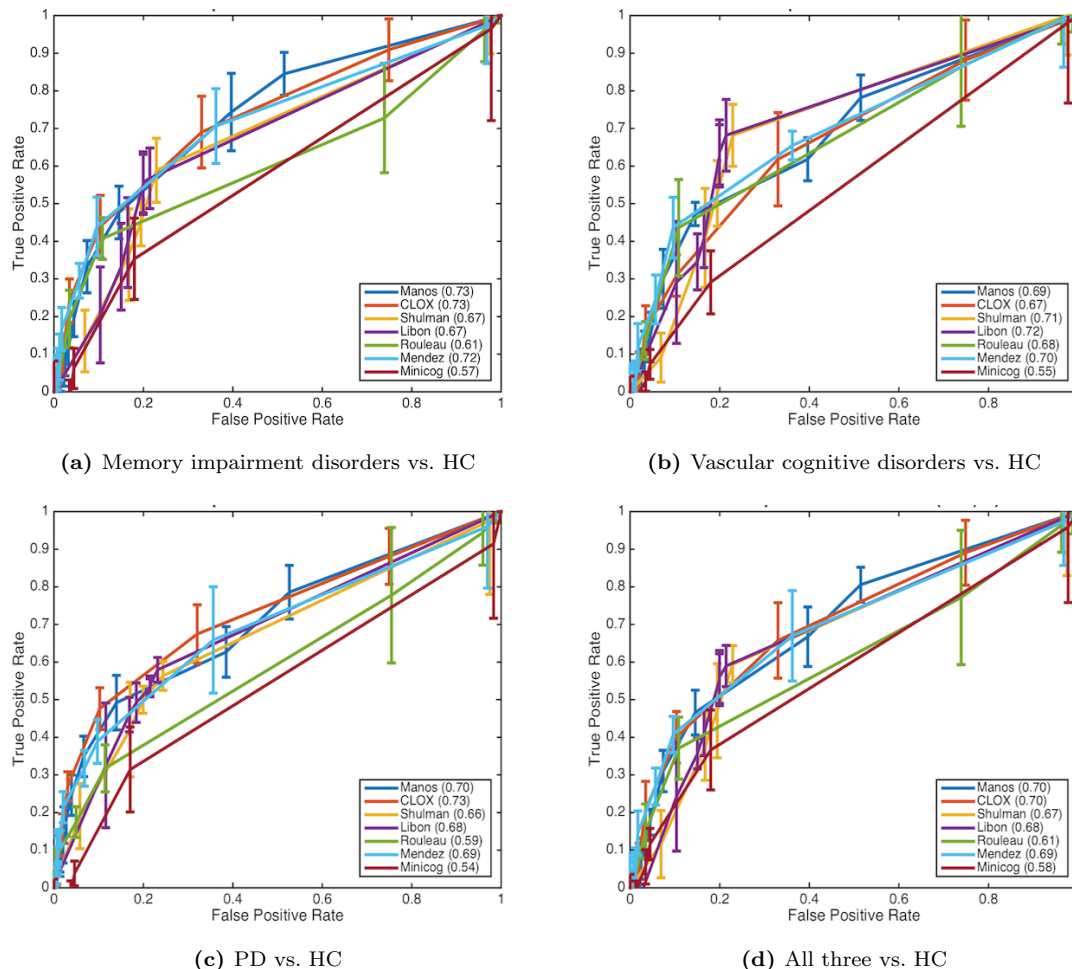 1
0.9
0.8
0.7
0.6
0.5
0.4
0.3
0.2
0.1
0
True Positive Rate
Manos (0.73)
CLOX (0.73)
Shulman (0.67)
Libon (0.67)
Rouleau (0.61)
Mendez (0.72)
Minicog (0.57)
0 0.2 0.4 0.6 0.8 1
False Positive Rate
(a) Memory impairment disorders vs. HC
1
0.9
0.8
0.7
0.6
0.5
0.4
0.3
0.2
0.1
0
True Positive Rate
Manos (0.69)
CLOX (0.67)
Shulman (0.71)
Libon (0.72)
Rouleau (0.68)
Mendez (0.70)
Minicog (0.55)
0 0.2 0.4 0.6 0.8
False Positive Rate
(b) Vascular cognitive disorders vs. HC
1
0.9
0.8
0.7
0.6
0.5
0.4
0.3
0.2
0.1
0
True Positive Rate
Manos (0.70)
CLOX (0.73)
Shulman (0.66)
Libon (0.68)
Rouleau (0.59)
Mendez (0.69)
Minicog (0.54)
0 0.2 0.4 0.6 0.8 1
False Positive Rate
(c) PD vs. HC
1
0.9
0.8
0.7
0.6
0.5
0.4
0.3
0.2
0.1
0
True Positive Rate
Manos (0.70)
CLOX (0.70)
Shulman (0.67)
Libon (0.68)
Rouleau (0.61)
Mendez (0.69)
Minicog (0.58)
0 0.2 0.4 0.6 0.8
False Positive Rate
(d) All three vs. HC